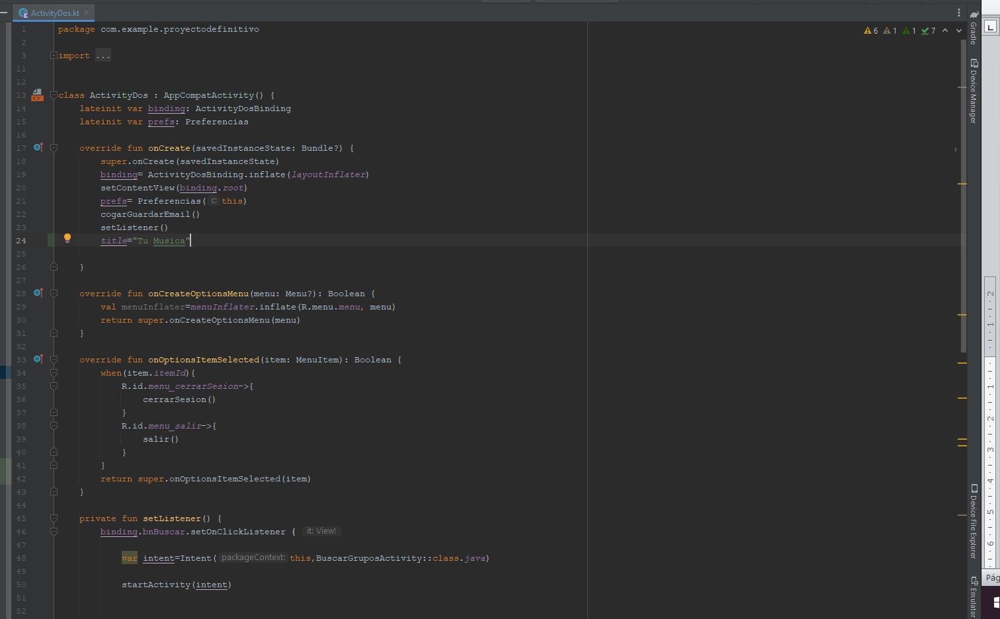 ActivityDos.kt
6 1 1 7
1 package com.example.proyectodefinitivo
2
3 import ...
11
12
13 class ActivityDos : AppCompatActivity() {
14 lateinit var binding: ActivityDosBinding
15 lateinit var prefs: Preferencias
16
17 override fun onCreate(savedInstanceState: Bundle?) {
18 super.onCreate(savedInstanceState)
19 binding= ActivityDosBinding.inflate(layoutInflater)
20 setContentView(binding.root)
21 prefs= Preferencias( c: this)
22 cogarGuardarEmail()
23 setListener()
24 title="Tu Musica"
25
26 }
27
28 override fun onCreateOptionsMenu(menu: Menu?): Boolean {
29 val menuInflater=menuInflater.inflate(R.menu.menu, menu)
30 return super.onCreateOptionsMenu(menu)
31 }
32
33 override fun onOptionsItemSelected(item: MenuItem): Boolean {
34 when(item.itemId){
35 R.id.menu_cerrarSesion->{
36 cerrarSesion()
37 }
38 R.id.menu_salir->{
39 salir()
40 }
41 }
42 return super.onOptionsItemSelected(item)
43 }
44
45 private fun setListener() {
46 binding.bnBuscar.setOnClickListener { it: View!
47
48 var intent=Intent( packageContext: this,BuscarGruposActivity::class.java)
49
50 startActivity(intent)
51
52
Gradle
Device Manager
Device File Explorer
Emulator
L
2
1
1
2
3
4
5
6
Pág